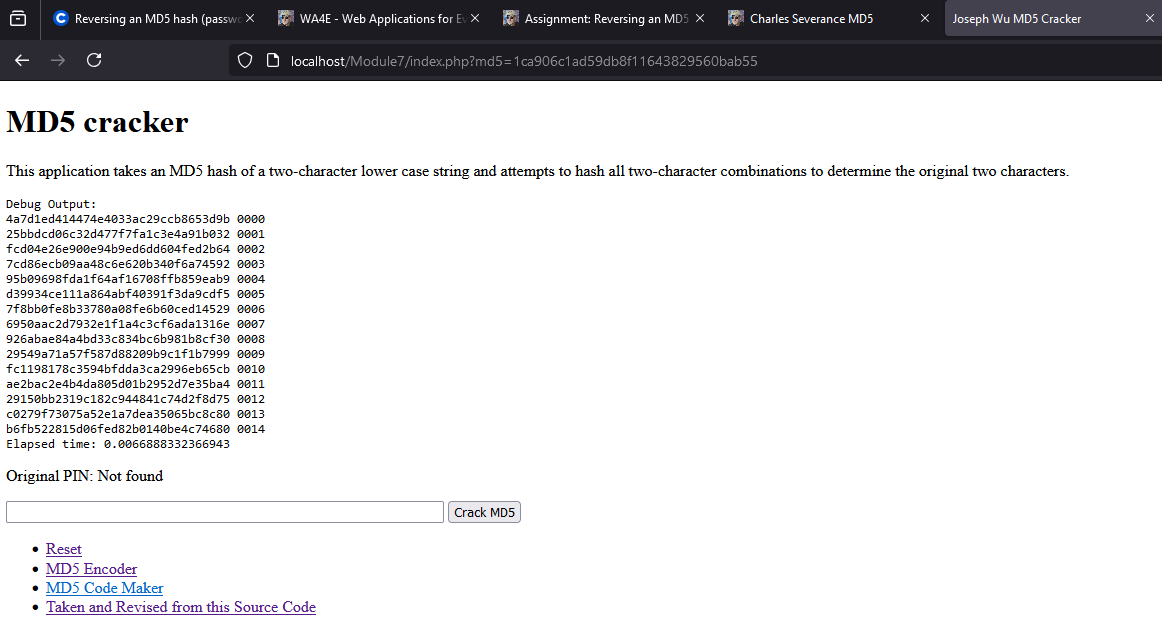 Reversing an MD5 hash (passw
WA4E - Web Applications for Ev
Assignment: Reversing an MD5
Charles Severance MD5
Joseph Wu MD5 Cracker
localhost/Module7/index.php?md5=1ca906c1ad59db8f11643829560bab55
MD5 cracker
This application takes an MD5 hash of a two-character lower case string and attempts to hash all two-character combinations to determine the original two characters.
Debug Output:
4a7d1ed414474e4033ac29ccb8653d9b 0000
25bbdcd06c32d477f7fa1c3e4a91b032 0001
fcd04e26e900e94b9ed6dd604fed2b64 0002
7cd86ecb09aa48c6e620b340f6a74592 0003
95b09698fda1f64af16708ffb859eab9 0004
d39934ce111a864abf40391f3da9cdf5 0005
7f8bb0fe8b33780a08fe6b60ced14529 0006
6950aac2d7932e1f1a4c3cf6ada1316e 0007
926abae84a4bd33c834bc6b981b8cf30 0008
29549a71a57f587d88209b9c1f1b7999 0009
fc1198178c3594bfdda3ca2996eb65cb 0010
ae2bac2e4b4da805d01b2952d7e35ba4 0011
29150bb2319c182c944841c74d2f8d75 0012
c0279f73075a52e1a7dea35065bc8c80 0013
b6fb522815d06fed82b0140be4c74680 0014
Elapsed time: 0.0066888332366943
Original PIN: Not found
Crack MD5
Reset
MD5 Encoder
MD5 Code Maker
Taken and Revised from this Source Code